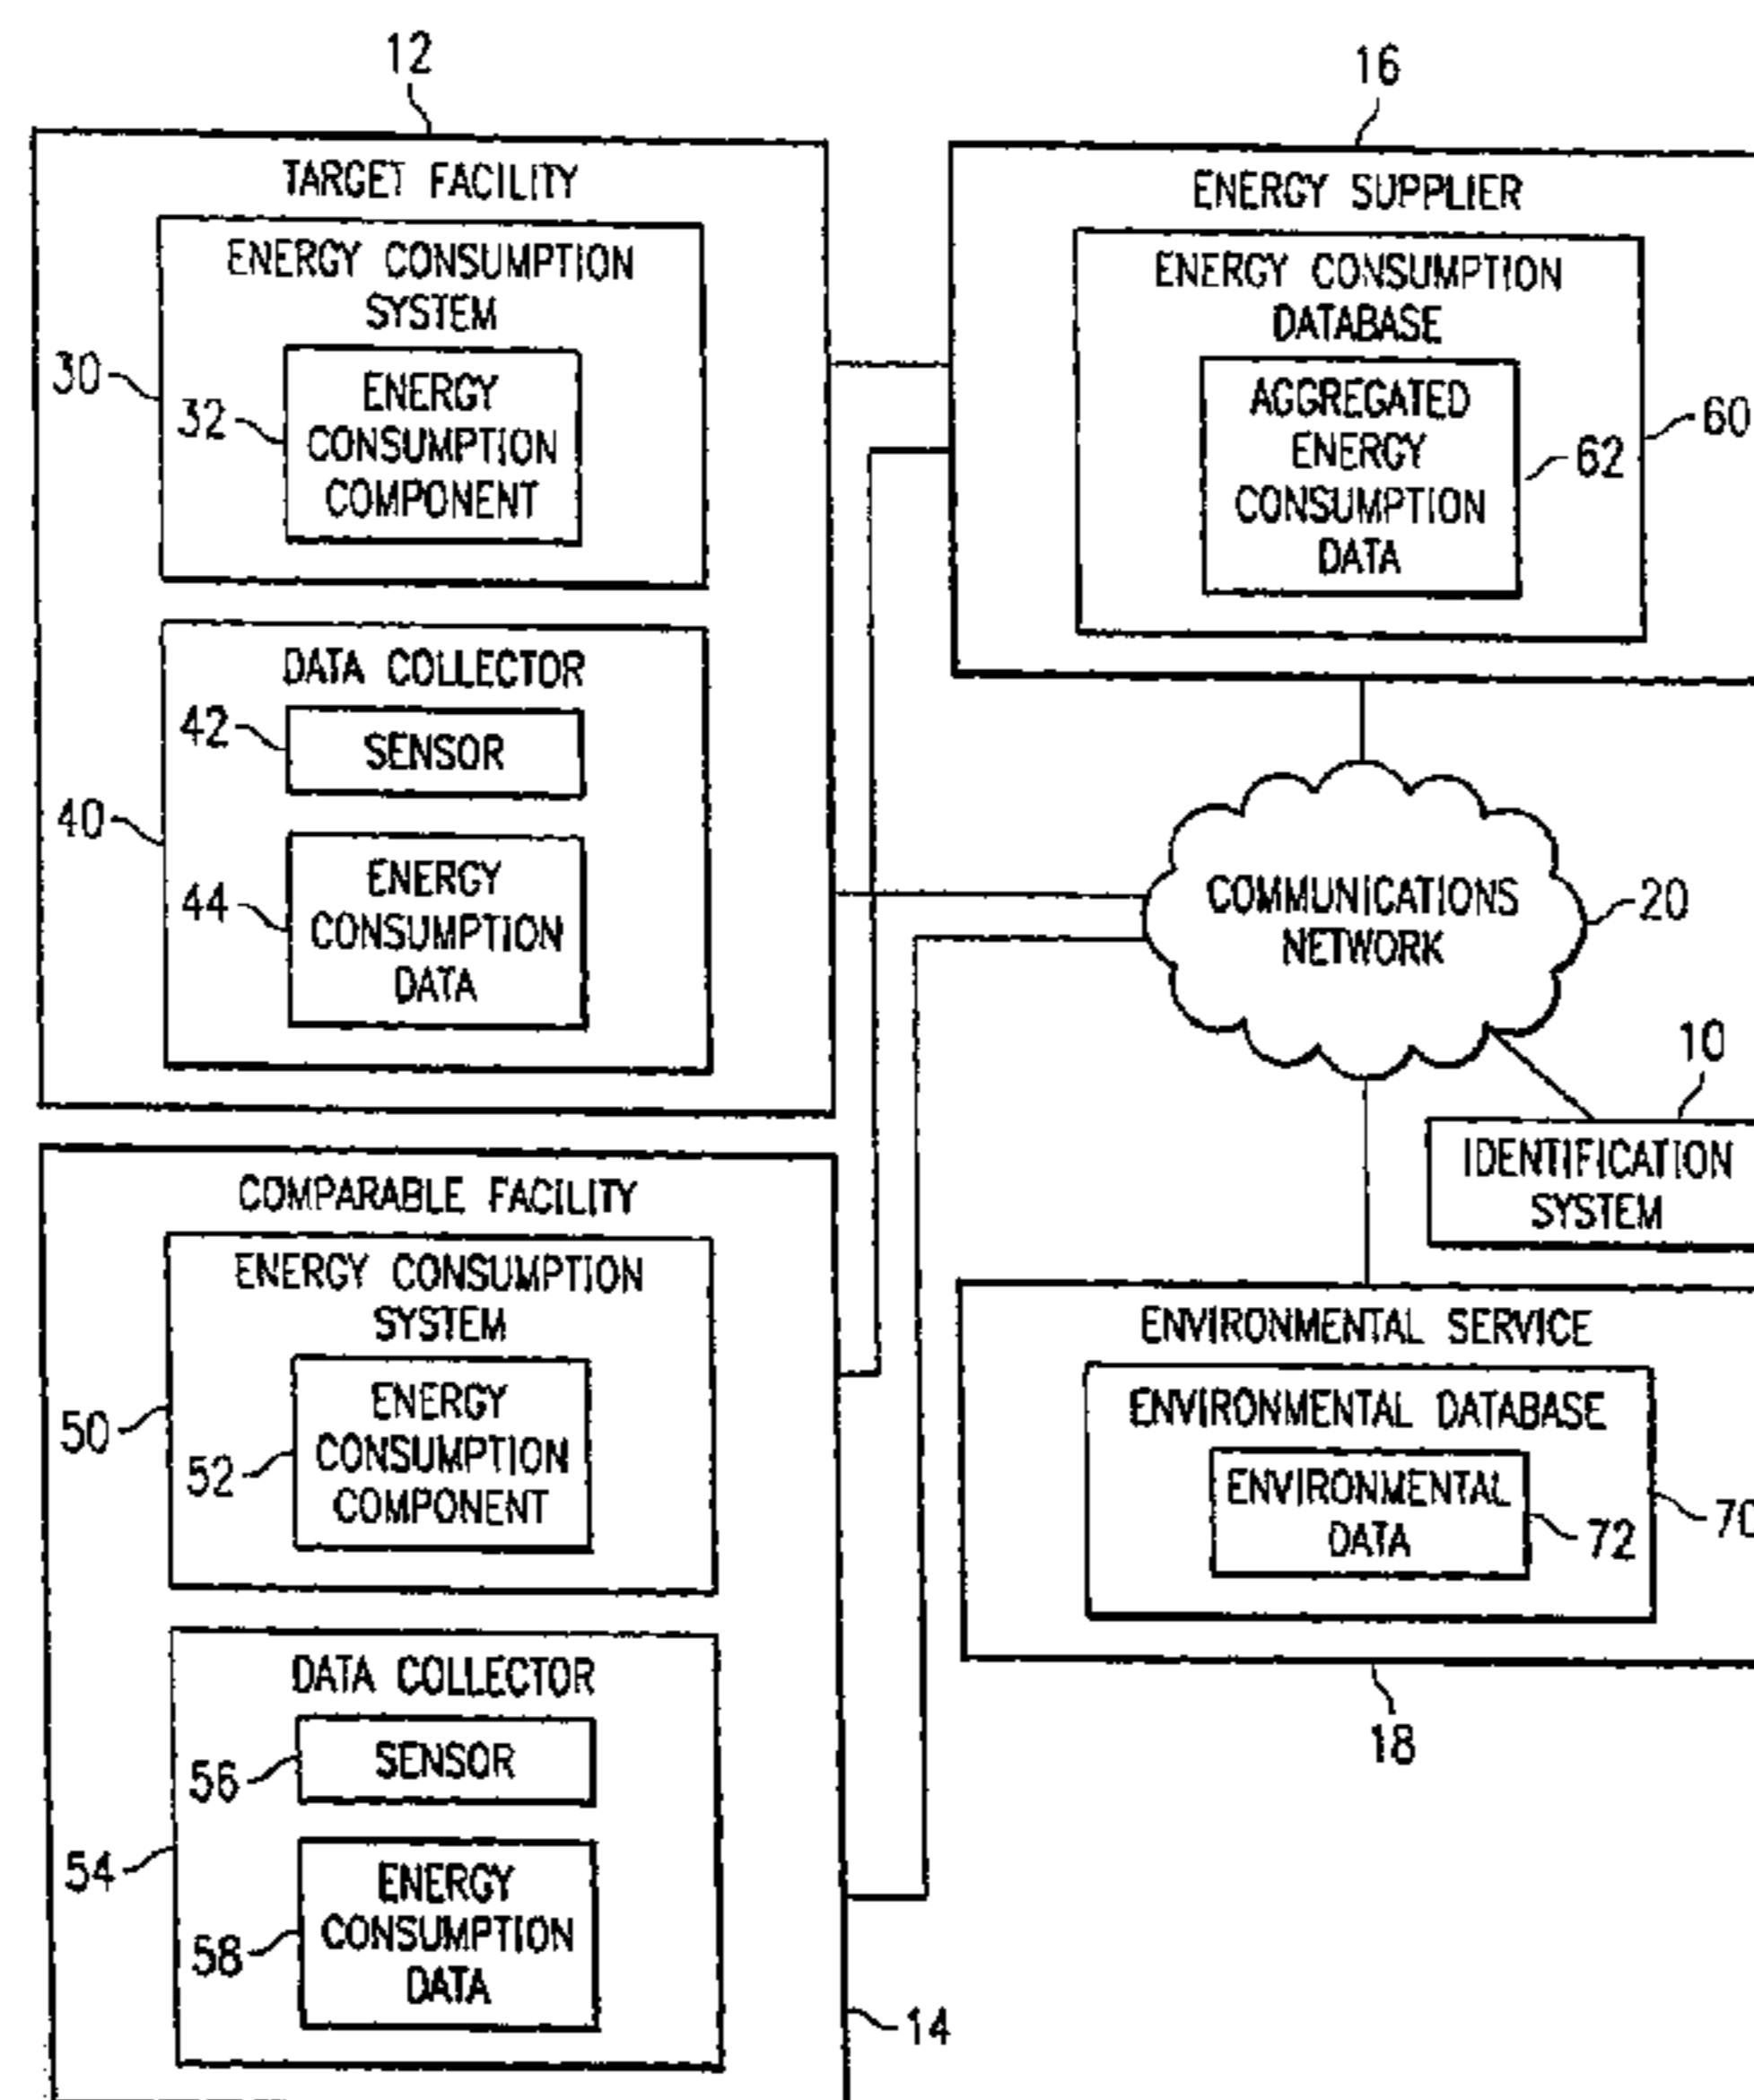 12
TARGET FACILITY
ENERGY CONSUMPTION
SYSTEM
30
32
ENERGY
CONSUMPTION
COMPONENT
DATA COLLECTOR
42
SENSOR
40
44
ENERGY
CONSUMPTION
DATA
COMPARABLE FACILITY
ENERGY CONSUMPTION
SYSTEM
50
52
ENERGY
CONSUMPTION
COMPONENT
DATA COLLECTOR
56
SENSOR
54
58
ENERGY
CONSUMPTION
DATA
14
16
ENERGY SUPPLIER
ENERGY CONSUMPTION
DATABASE
AGGREGATED
ENERGY
CONSUMPTION
DATA
62
60
COMMUNICATIONS
NETWORK
20
10
IDENTIFICATION
SYSTEM
ENVIRONMENTAL SERVICE
ENVIRONMENTAL DATABASE
ENVIRONMENTAL
DATA
72
70
18